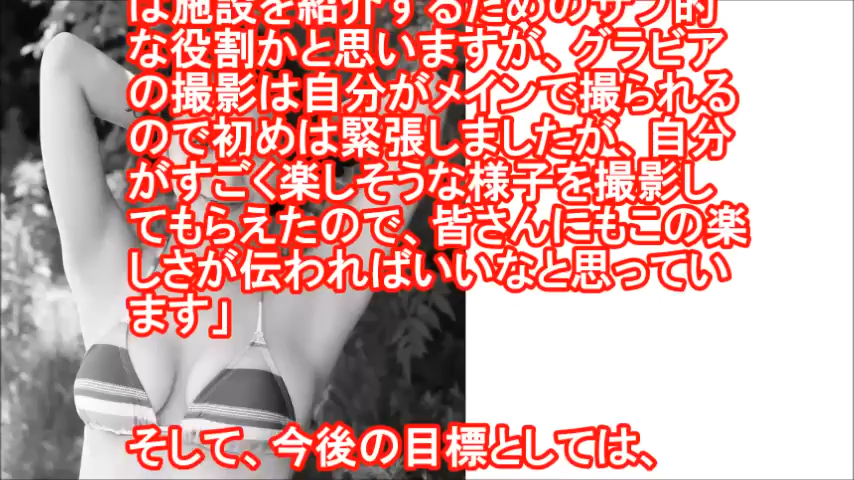 は施設を紹介するためのサブ的
な役割かと思いますが、グラビア
の撮影は自分がメインで撮られる
ので初めは緊張しましたが、自分
がすごく楽しそうな様子を撮影し
てもらえたので、皆さんにもこの楽
しさが伝わればいいなと思ってい
ます」
そして、今後の目標としては、